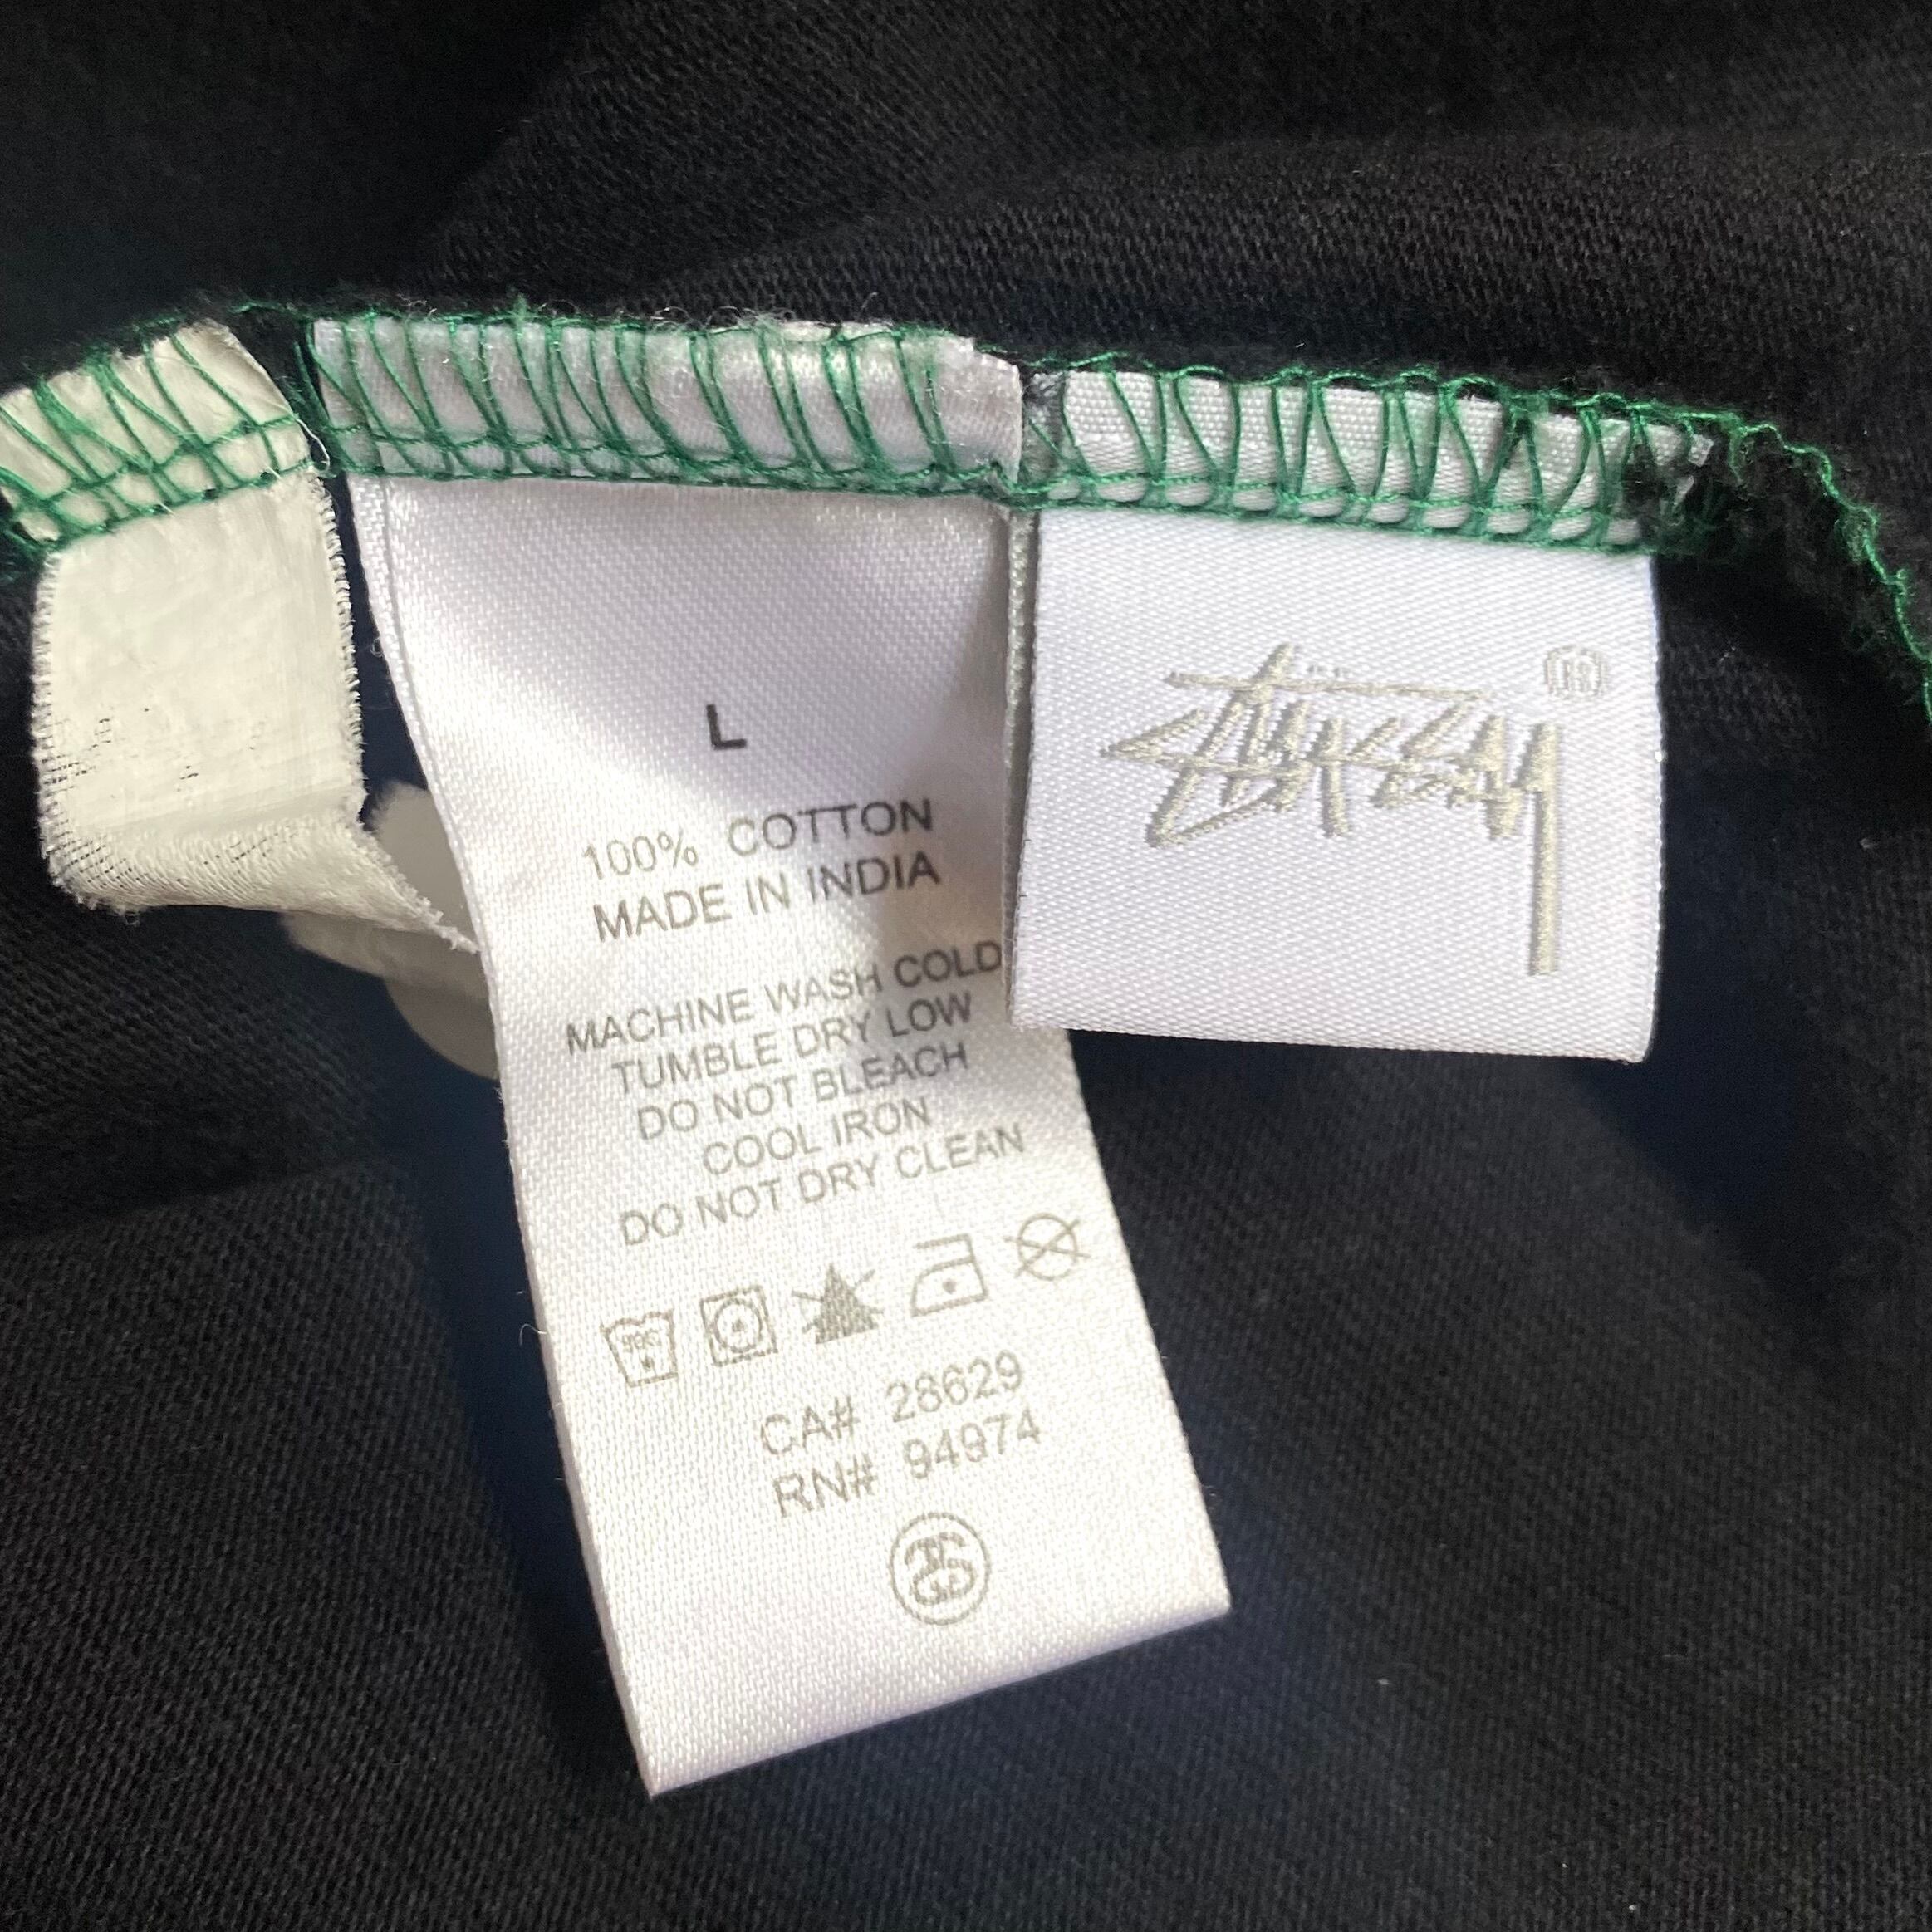 L
100% COTTON
MADE IN INDIA
MACHINE WASH COLD
TUMBLE DRY LOW
DO NOT BLEACH
COOL IRON
DO NOT DRY CLEAN
CA# 28629
RN# 94974
STÜSSY ®